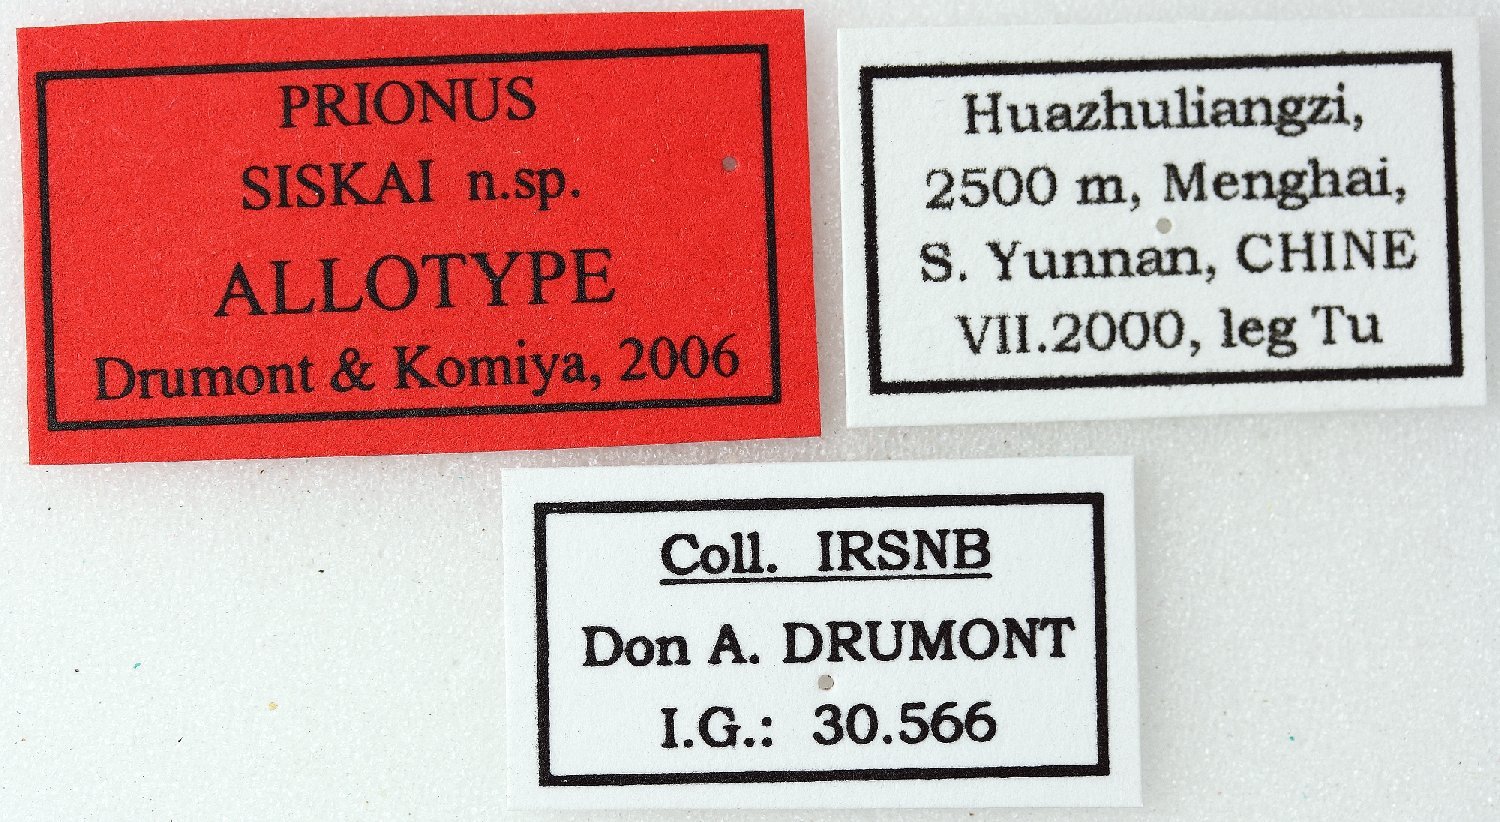 PRIONUS
SISKAI n.sp.
ALLOTYPE
Drumont & Komiya, 2006
Huazhuliangzi,
2500 m, Menghai,
S. Yunnan, CHINE
VII.2000, leg Tu
Coll. IRSNB
Don A. DRUMONT
I.G.: 30.566